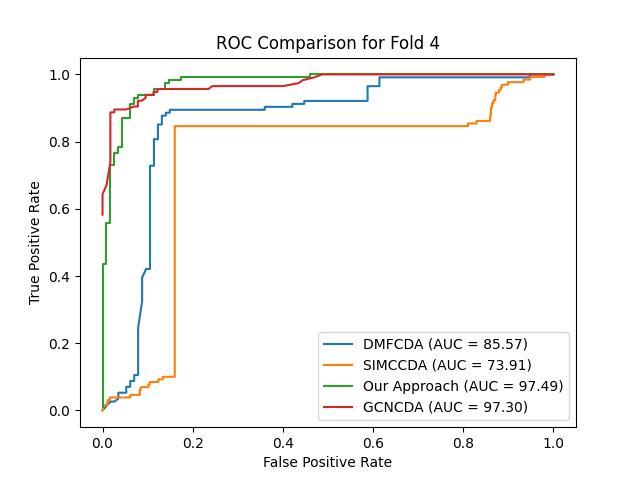 ROC Comparison for Fold 4
True Positive Rate
1.0
0.8
0.6
0.4
0.2
0.0
DMFCDA (AUC = 85.57)
SIMCCDA (AUC = 73.91)
Our Approach (AUC = 97.49)
GCNCDA (AUC = 97.30)
0.0 0.2 0.4 0.6 0.8 1.0
False Positive Rate